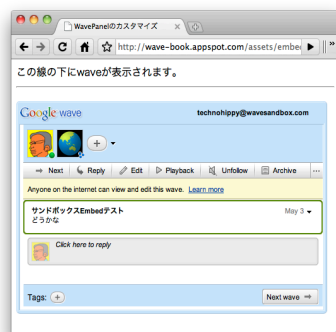 WavePanelのカスタマイズ
http://wave-book.appspot.com/assets/embe
この線の下にwaveが表示されます。
Google wave
technohippy@wavesandbox.com
Next Reply Edit Playback Unfollow Archive ...
Anyone on the internet can view and edit this wave. Learn more
サンドボックスEmbedテスト May 3
どうかな
Click here to reply
Tags: Next wave